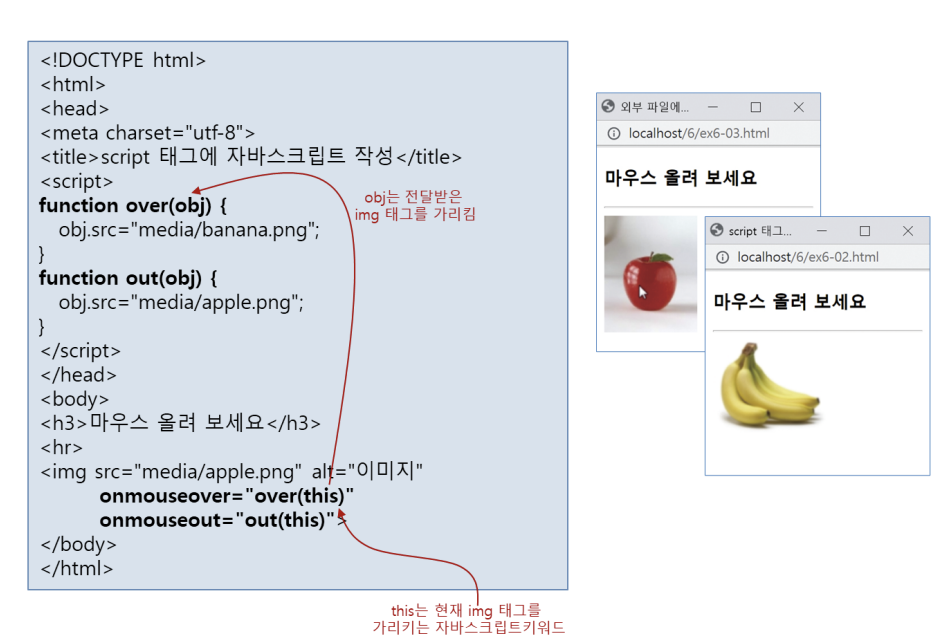 <!DOCTYPE html>
<html>
<head>
<meta charset="utf-8">
<title>script 태그에 자바스크립트 작성</title>
<script>
function over(obj) {
obj.src="media/banana.png";
}
function out(obj) {
obj.src="media/apple.png";
}
</script>
</head>
<body>
<h3>마우스 올려 보세요</h3>
<hr>
<img src="media/apple.png" alt="이미지"
onmouseover="over(this)"
onmouseout="out(this)">
</body>
</html>
obj는 전달받은
img 태그를 가리킴
this는 현재 img 태그를
가리키는 자바스크립트키워드
외부 파일에...
localhost/6/ex6-03.html
마우스 올려 보세요
script 태그...
localhost/6/ex6-02.html
마우스 올려 보세요